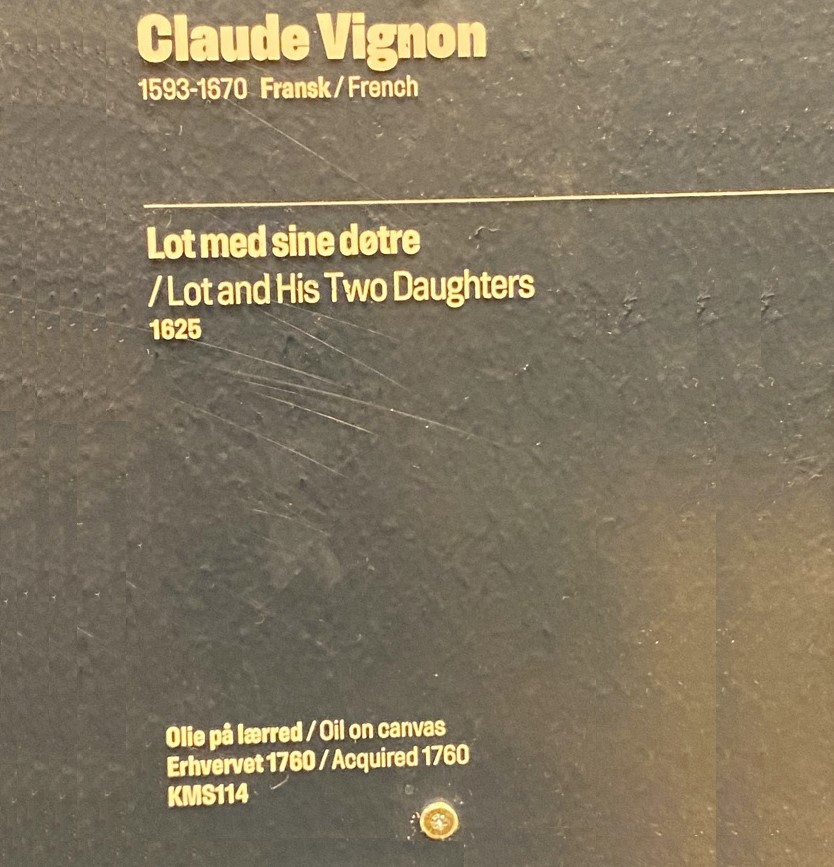 Claude Vignon
1593-1670 Fransk / French
Lot med sine døtre
/ Lot and His Two Daughters
1625
Olie på lærred / Oil on canvas
Erhvervet 1760 / Acquired 1760
KMS114